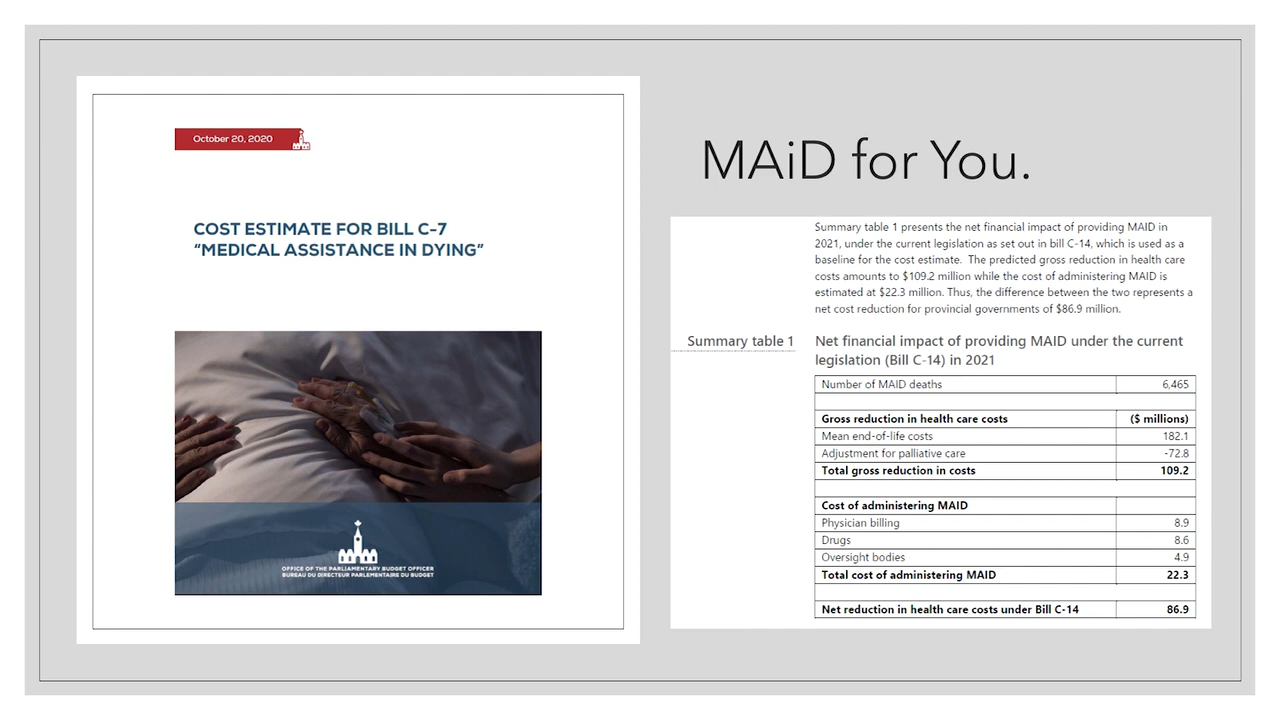 October 20, 2020
COST ESTIMATE FOR BILL C-7
“MEDICAL ASSISTANCE IN DYING”
OFFICE OF THE PARLIAMENTARY BUDGET OFFICER
BUREAU DU DIRECTEUR PARLEMENTAIRE DU BUDGET
MAiD for You.
Summary table 1 presents the net financial impact of providing MAID in
2021, under the current legislation as set out in bill C-14, which is used as a
baseline for the cost estimate. The predicted gross reduction in health care
costs amounts to $109.2 million while the cost of administering MAID is
estimated at $22.3 million. Thus, the difference between the two represents a
net cost reduction for provincial governments of $86.9 million.
Summary table 1
Net financial impact of providing MAID under the current
legislation (Bill C-14) in 2021
Number of MAID deaths 6,465
Gross reduction in health care costs ($ millions)
Mean end-of-life costs 182.1
Adjustment for palliative care -72.8
Total gross reduction in costs 109.2
Cost of administering MAID
Physician billing 8.9
Drugs 8.6
Oversight bodies 4.9
Total cost of administering MAID 22.3
Net reduction in health care costs under Bill C-14 86.9